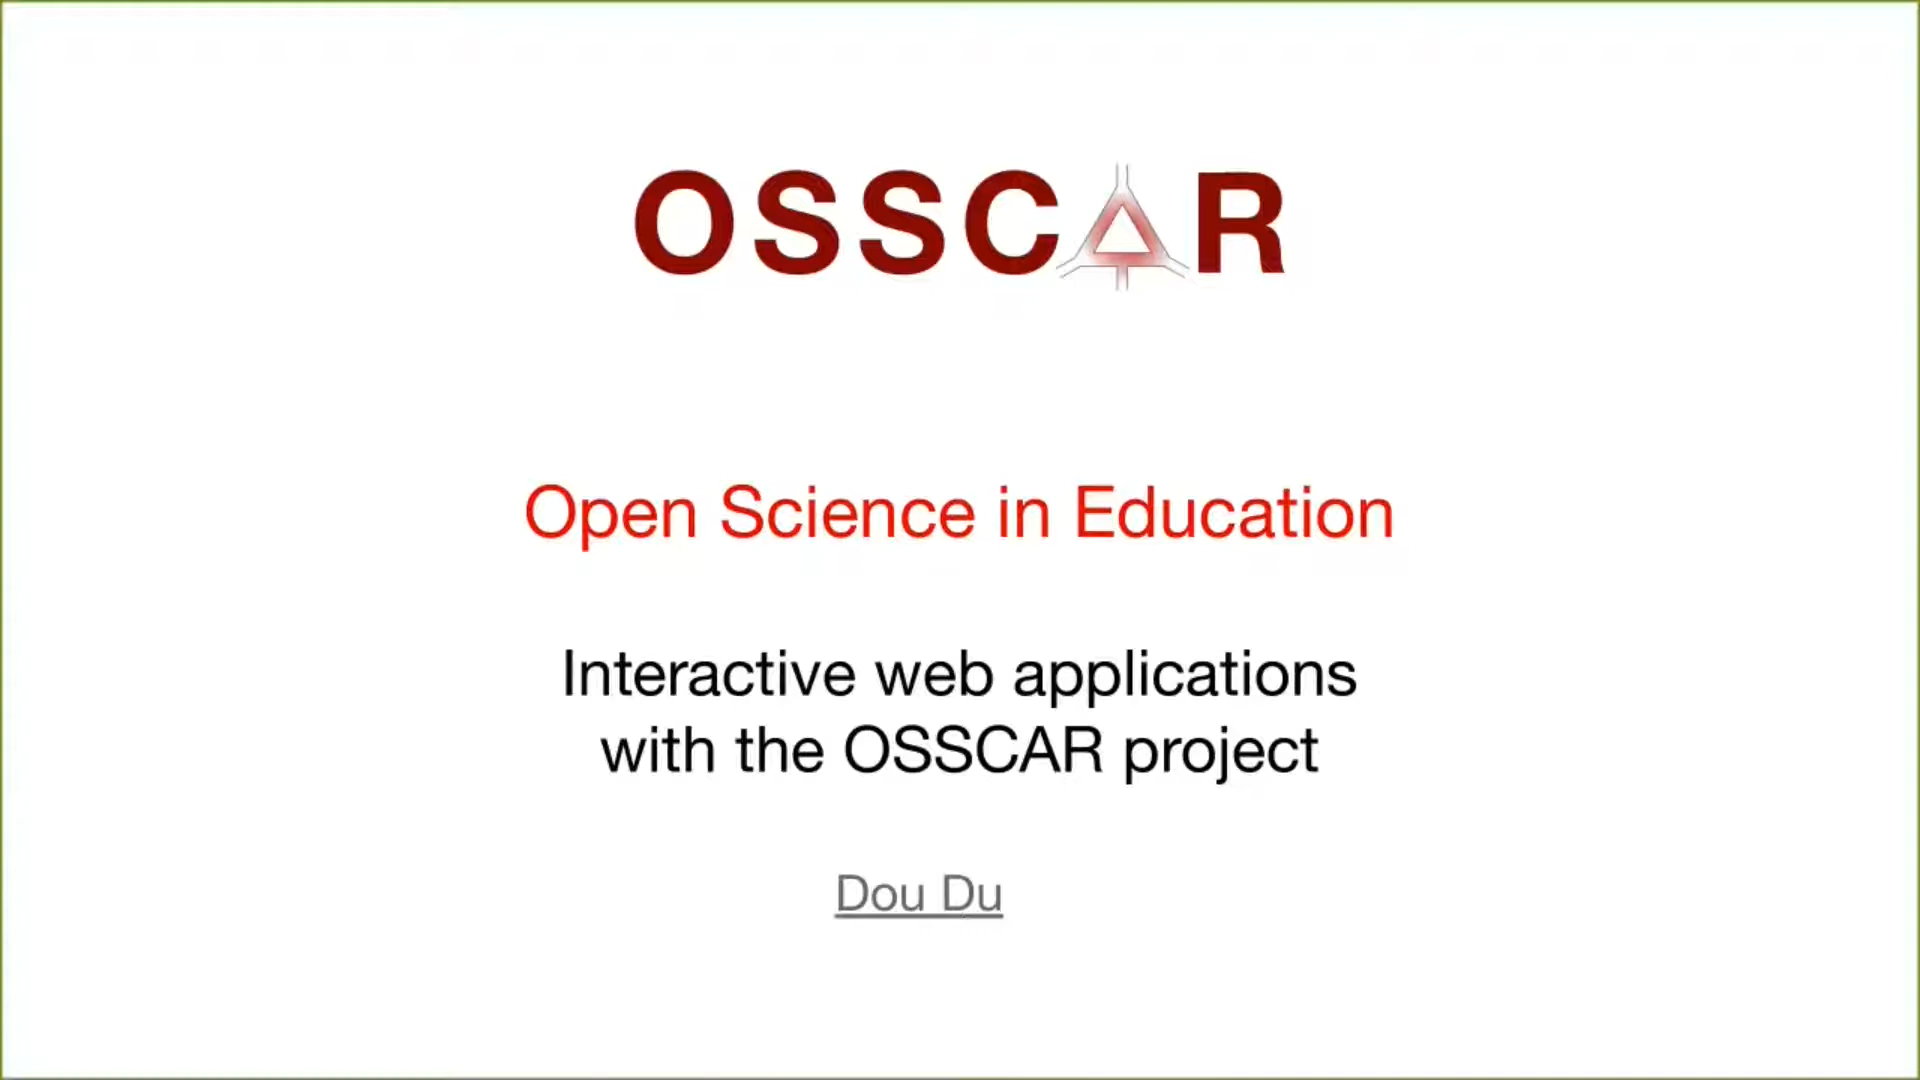 OSSCAR
Open Science in Education
Interactive web applications
with the OSSCAR project
Dou Du